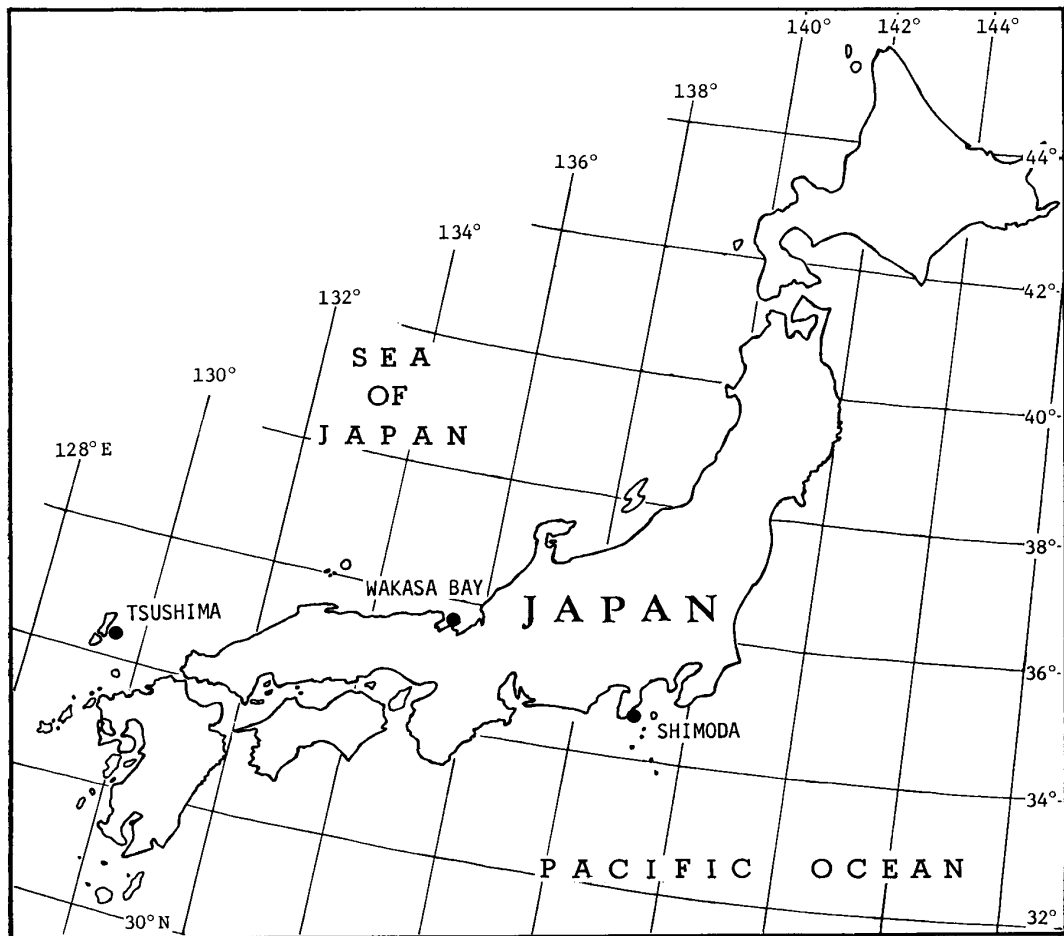 140° 142° 144°
138°
136°
134°
132°
130°
128°E
44°
42°
40°
38°
36°
34°
32°
30°N
SEA
OF
JAPAN
WAKASA BAY
TSUSHIMA
JAPAN
SHIMODA
PACIFIC OCEAN